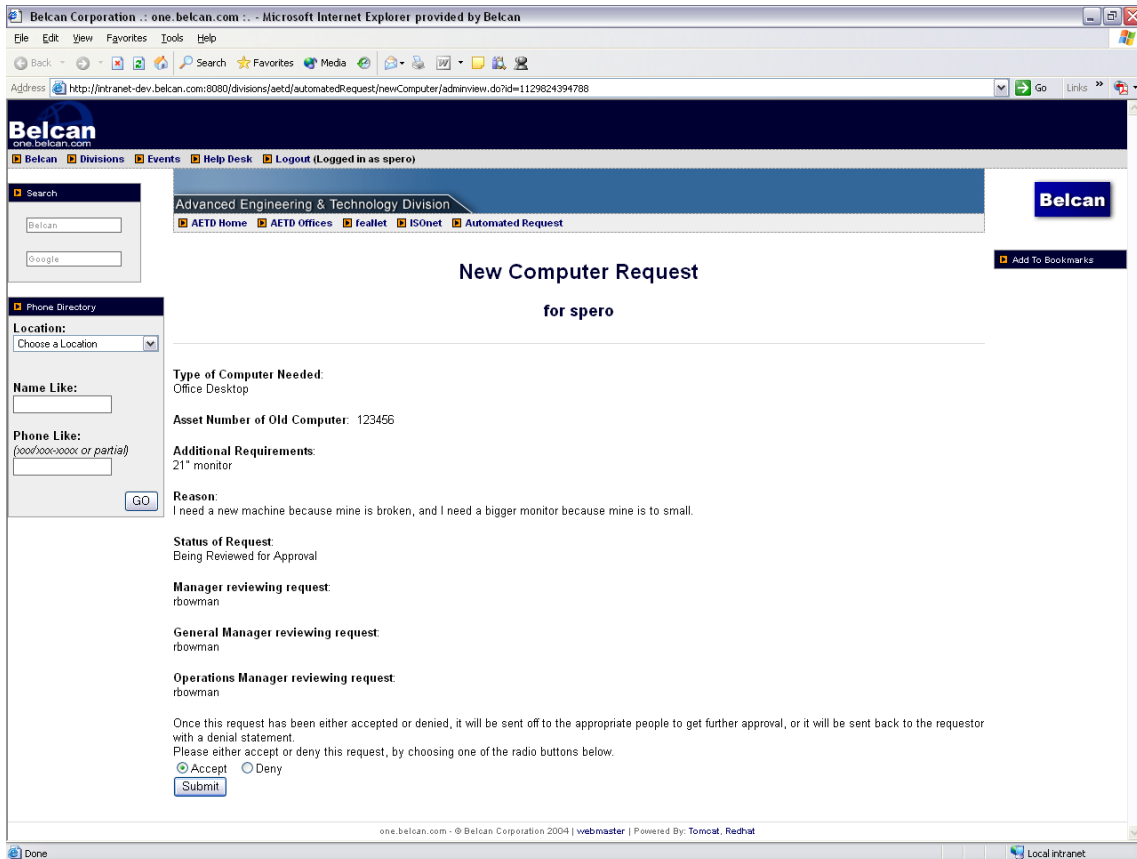 Belcan Corporation .: one.belcan.com :. - Microsoft Internet Explorer provided by Belcan
File Edit View Favorites Tools Help
Back Search Favorites Media
Address http://intranet-dev.belcan.com:8080/divisions/aetd/automatedRequest/newComputer/adminview.do?id=1129824394788 Go Links »
Belcan
one.belcan.com
Belcan Divisions Events Help Desk Logout (Logged in as spero)
Search
Belcan
Google
Phone Directory
Location:
Choose a Location
Name Like:
Phone Like:
(xxx/xxx-xxxx or partial)
GO
Advanced Engineering & Technology Division
AETD Home AETD Offices feaNet ISOnet Automated Request
Belcan
Add To Bookmarks
New Computer Request
for spero
Type of Computer Needed:
Office Desktop
Asset Number of Old Computer: 123456
Additional Requirements:
21" monitor
Reason:
I need a new machine because mine is broken, and I need a bigger monitor because mine is to small.
Status of Request:
Being Reviewed for Approval
Manager reviewing request:
rbowman
General Manager reviewing request:
rbowman
Operations Manager reviewing request:
rbowman
Once this request has been either accepted or denied, it will be sent off to the appropriate people to get further approval, or it will be sent back to the requestor
with a denial statement.
Please either accept or deny this request, by choosing one of the radio buttons below.
Accept Deny
Submit
one.belcan.com - © Belcan Corporation 2004 | webmaster | Powered By: Tomcat, Redhat
Done Local intranet